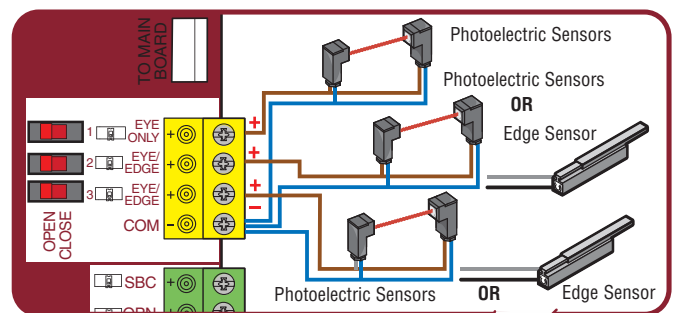 TO MAIN
BOARD
Photoelectric Sensors
Photoelectric Sensors
OR
Edge Sensor
1
EYE
ONLY
+
+
2
EYE/
EDGE
+
+
3
EYE/
EDGE
+
+
COM
-
−
OPEN
CLOSE
SBC
+
Photoelectric Sensors
OR
Edge Sensor